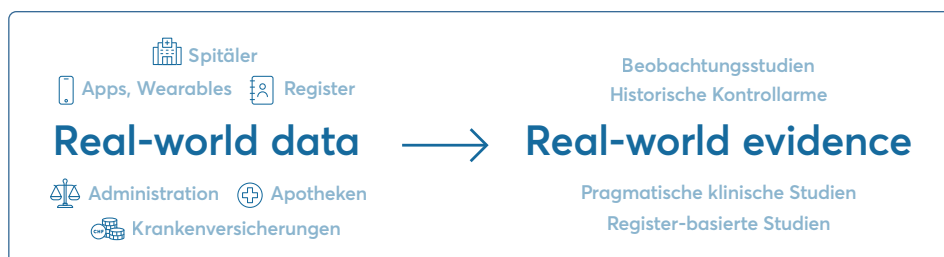 Spitäler
Apps, Wearables
Register
Real-world data
Administration
Apotheken
CHF
Krankenversicherungen
Beobachtungsstudien
Historische Kontrollarme
Real-world evidence
Pragmatische klinische Studien
Register-basierte Studien